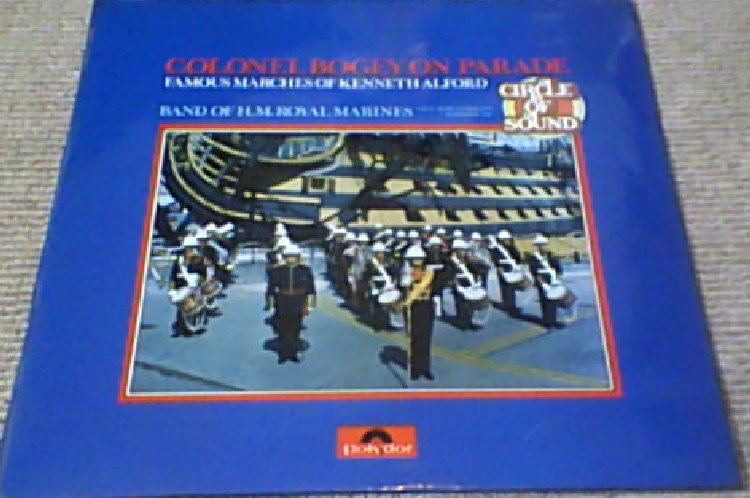 COLONEL BOGEY ON PARADE
FAMOUS MARCHES OF KENNETH ALFORD
BAND OF H.M. ROYAL MARINES
CIRCLE
OF
SOUND
polydor